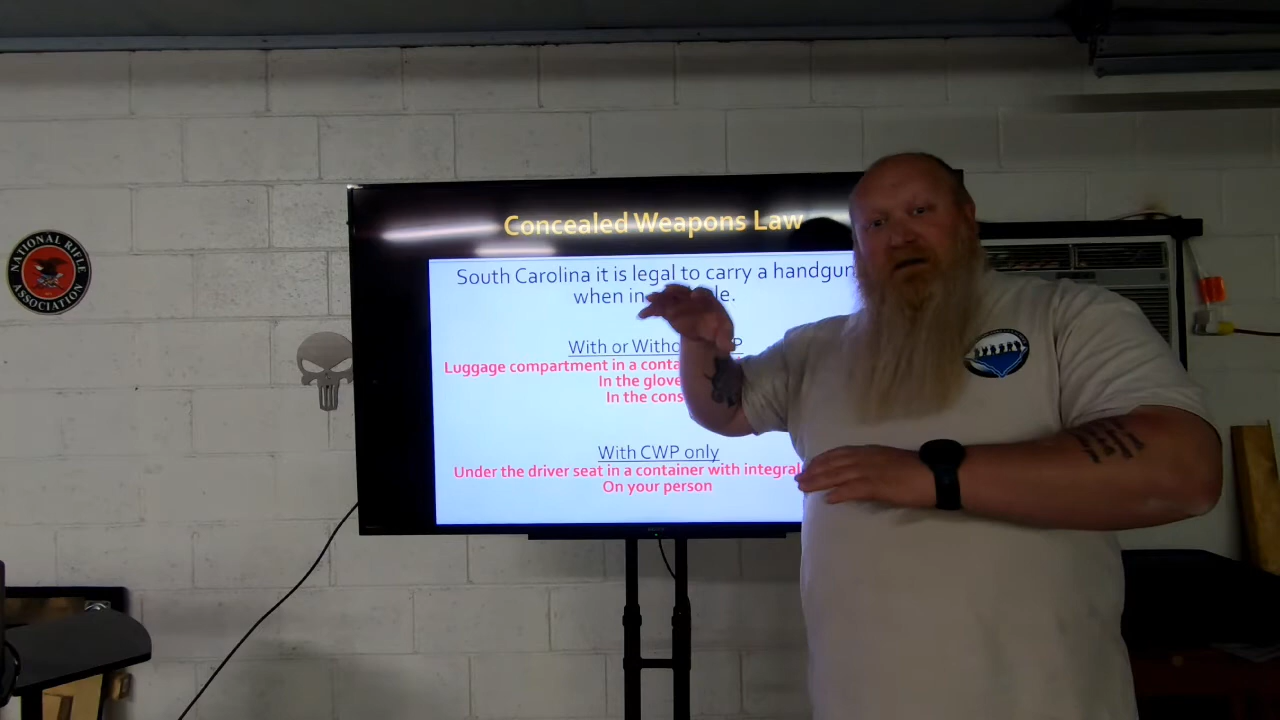 NATIONAL RIFLE
ASSOCIATION
Concealed Weapons Law
South Carolina it is legal to carry a handgun
when in
With or
Luggage compartment in a
In the
In the
With CWP only
Under the driver seat in a container with integral
On your person